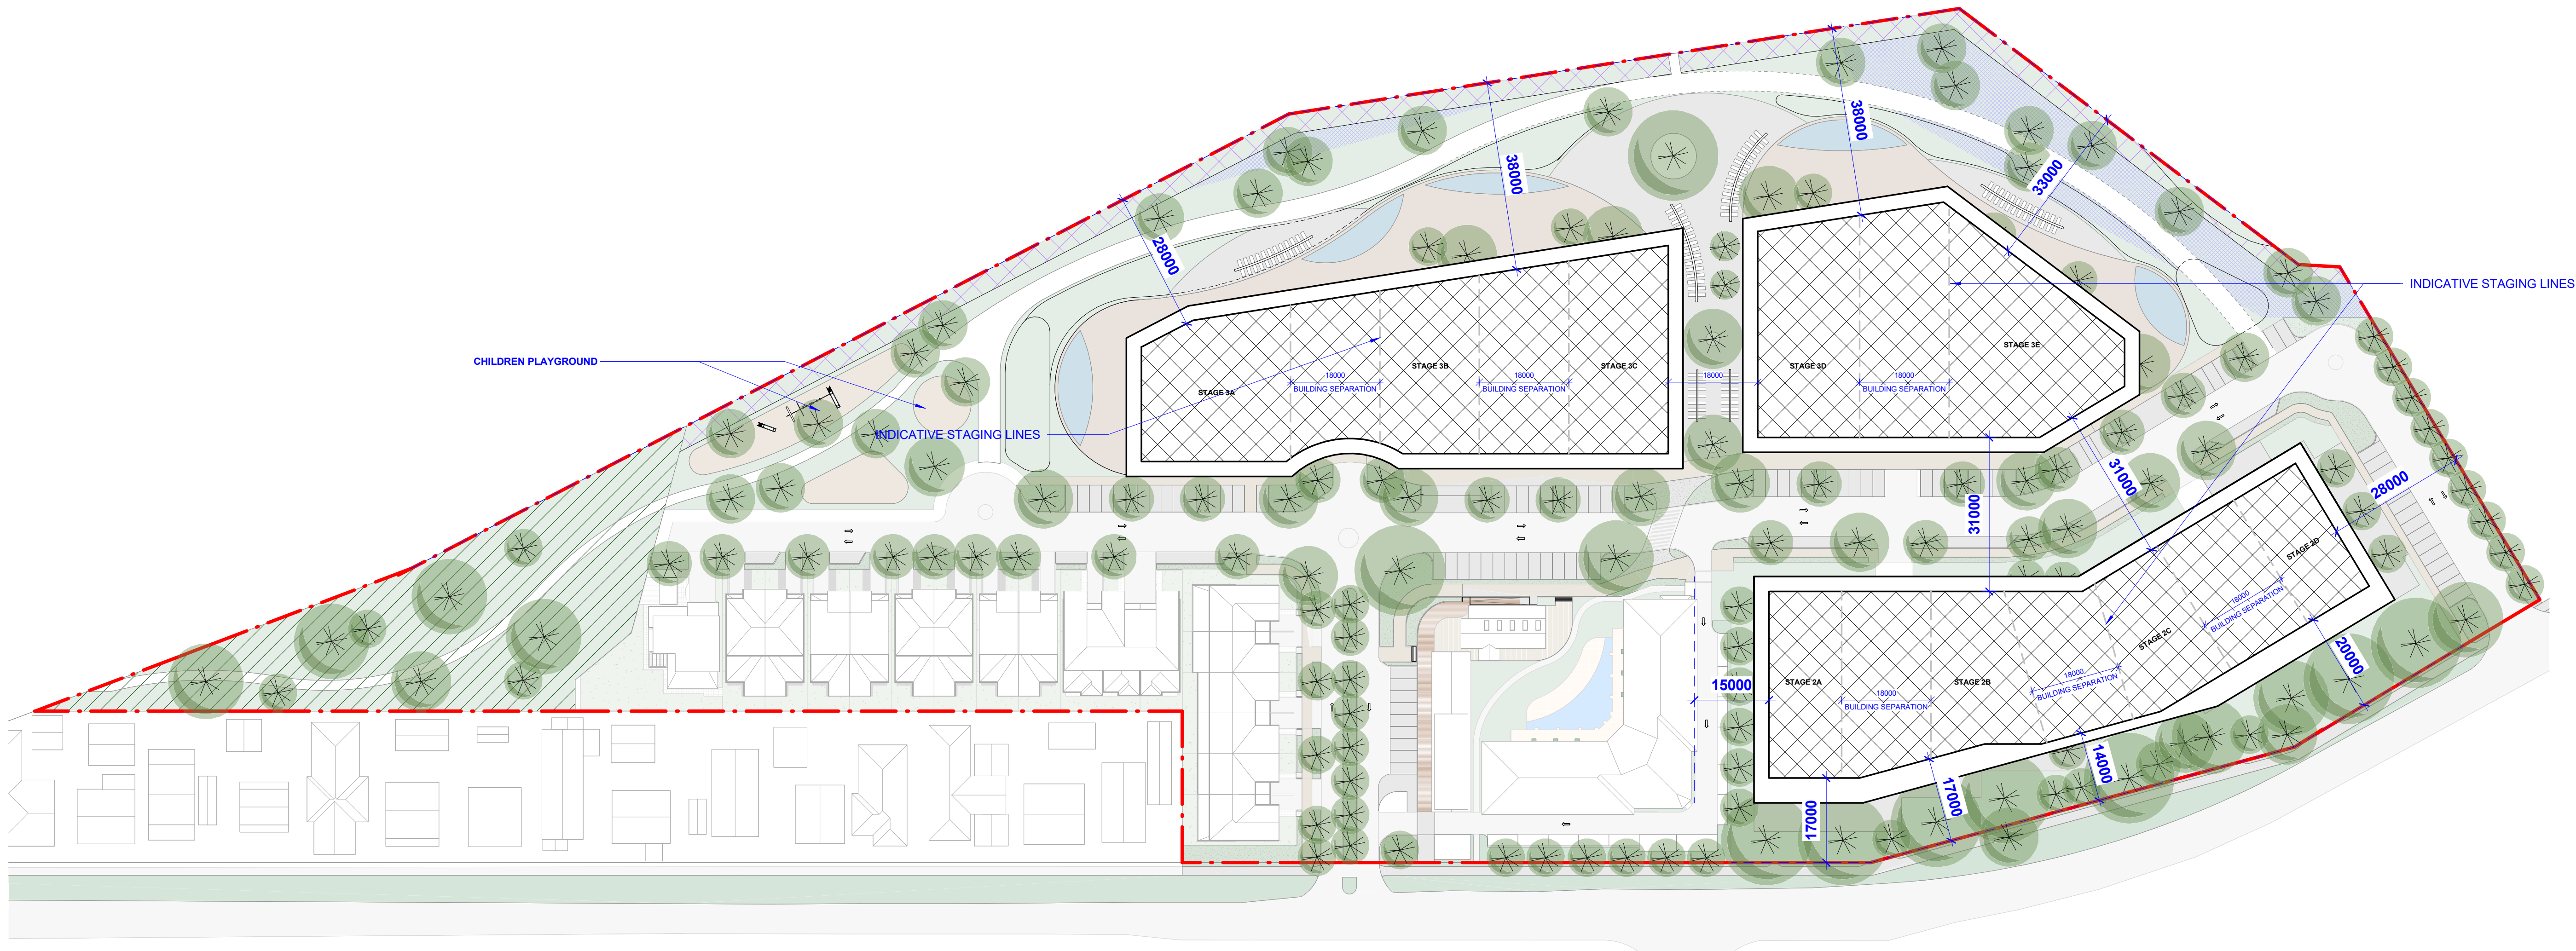 38000
38000
33000
28000
INDICATIVE STAGING LINES
CHILDREN PLAYGROUND
STAGE 3A
STAGE 3B
STAGE 3C
STAGE 3D
STAGE 3E
18000
BUILDING SEPARATION
18000
BUILDING SEPARATION
18000
18000
BUILDING SEPARATION
INDICATIVE STAGING LINES
31000
31000
28000
STAGE 2D
18000
BUILDING SEPARATION
STAGE 2C
18000
BUILDING SEPARATION
20000
15000
STAGE 2A
STAGE 2B
18000
BUILDING SEPARATION
14000
17000
17000